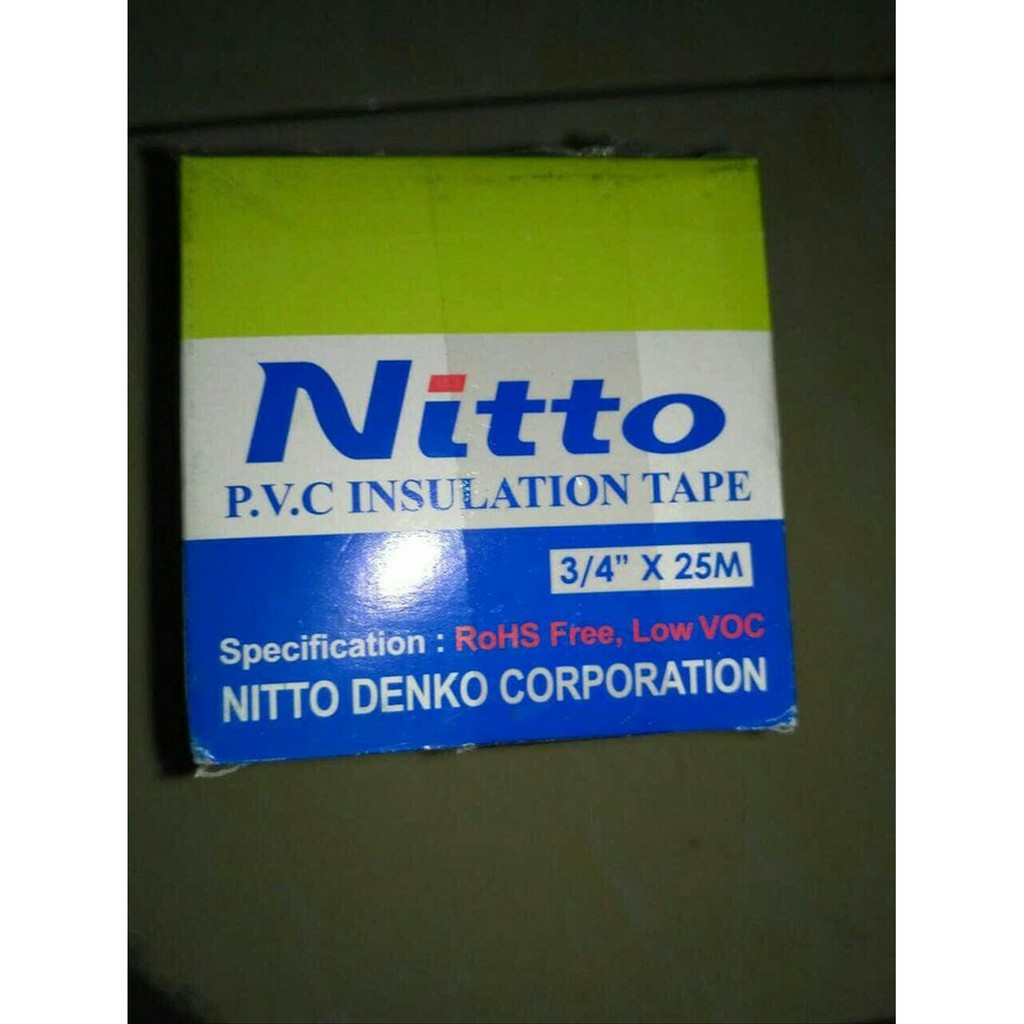 Nitto
P.V.C INSULATION TAPE
3/4" X 25M
Specification : RoHS Free, Low VOC
NITTO DENKO CORPORATION